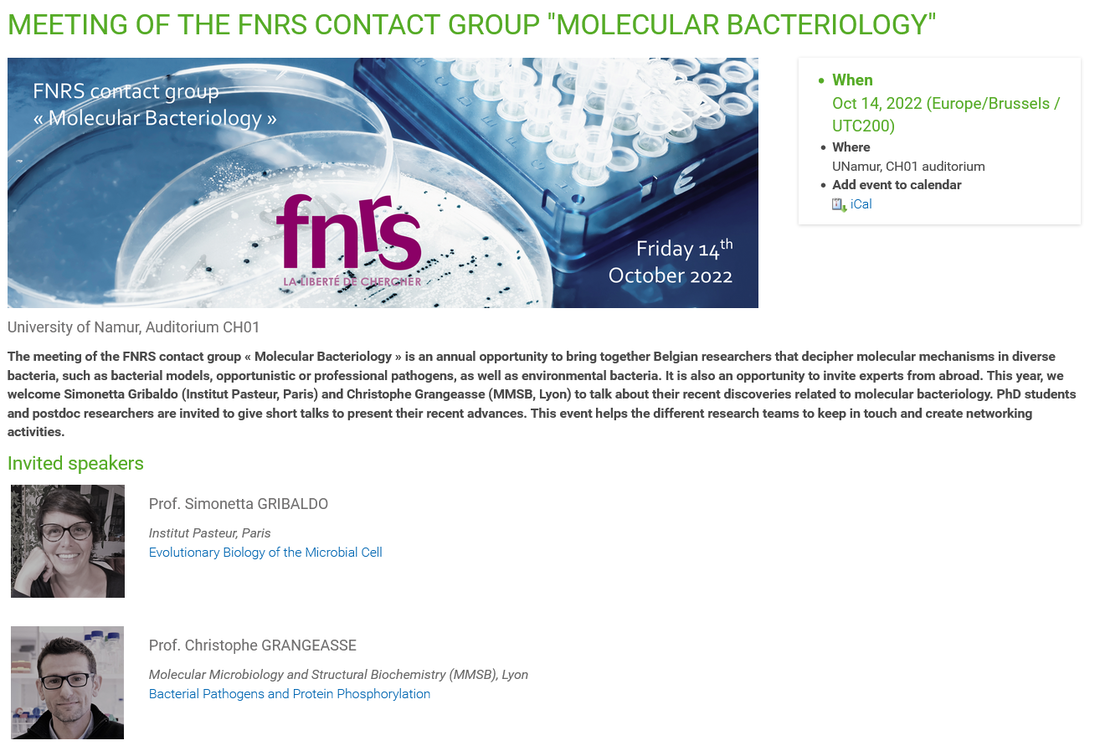 MEETING OF THE FNRS CONTACT GROUP "MOLECULAR BACTERIOLOGY"
FNRS contact group
« Molecular Bacteriology »
fnrs
LA LIBERTÉ DE CHERCHER
Friday 14th
October 2022
When
Oct 14, 2022 (Europe/Brussels /
UTC200)
Where
UNamur, CH01 auditorium
Add event to calendar
iCal
University of Namur, Auditorium CH01
The meeting of the FNRS contact group « Molecular Bacteriology » is an annual opportunity to bring together Belgian researchers that decipher molecular mechanisms in diverse
bacteria, such as bacterial models, opportunistic or professional pathogens, as well as environmental bacteria. It is also an opportunity to invite experts from abroad. This year, we
welcome Simonetta Gribaldo (Institut Pasteur, Paris) and Christophe Grangeasse (MMSB, Lyon) to talk about their recent discoveries related to molecular bacteriology. PhD students
and postdoc researchers are invited to give short talks to present their recent advances. This event helps the different research teams to keep in touch and create networking
activities.
Invited speakers
Prof. Simonetta GRIBALDO
Institut Pasteur, Paris
Evolutionary Biology of the Microbial Cell
Prof. Christophe GRANGEASSE
Molecular Microbiology and Structural Biochemistry (MMSB), Lyon
Bacterial Pathogens and Protein Phosphorylation